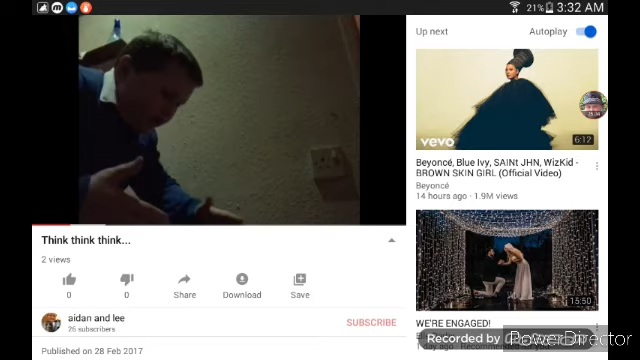 21% 3:32 AM
Up next
Autoplay
vevo
6:12
Beyoncé, Blue Ivy, SAINt JHN, WizKid -
BROWN SKIN GIRL (Official Video)
Beyoncé
14 hours ago · 1.9M views
Think think think...
2 views
0
0
Share
Download
Save
15:50
aidan and lee
26 subscribers
SUBSCRIBE
WE'RE ENGAGED!
Published on 28 Feb 2017
Recorded by
PowerDirector
1 day ago